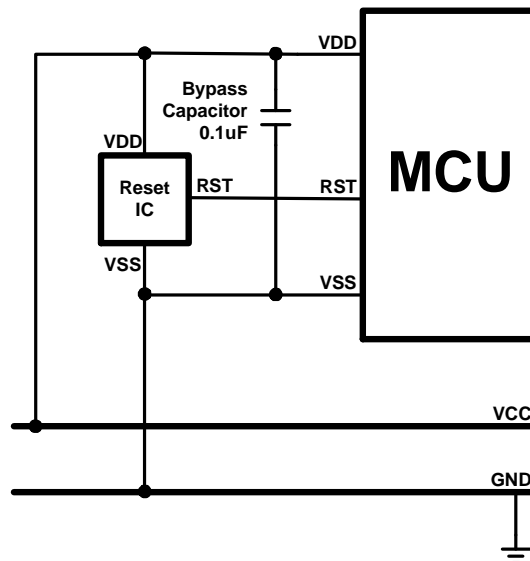 VDD
Bypass
Capacitor
0.1uF
VDD
Reset
IC
RST
RST
MCU
VSS
VSS
VCC
GND